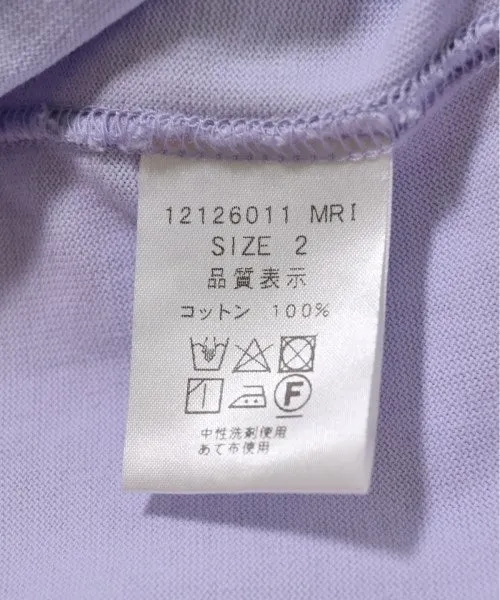 12126011 MRI
SIZE 2
品質表示
コットン 100%
F
中性洗剤使用
あて布使用